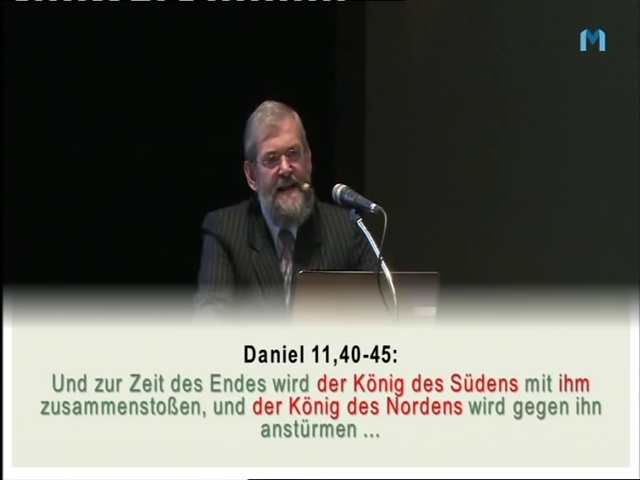 M
Daniel 11,40-45:
Und zur Zeit des Endes wird der König des Südens mit ihm
zusammenstoßen, und der König des Nordens wird gegen ihn
anstürmen ...